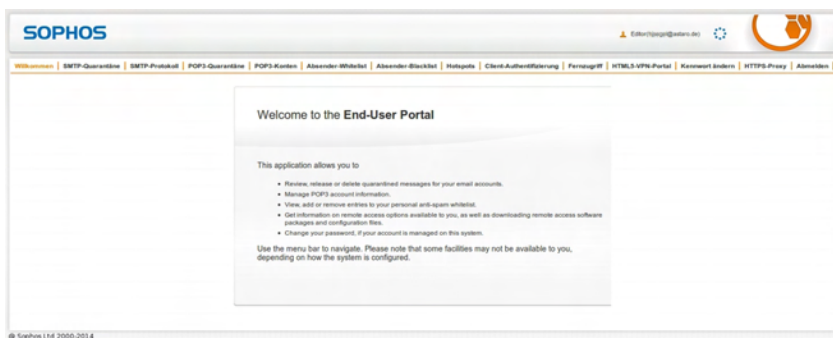 SOPHOS
Willkommen | SMTP-Quarantäne | SMTP-Protokoll | POP3-Quarantäne | POP3-Konten | Absender-Whitelist | Absender-Blacklist | Hotspots | Client-Authentifizierung | Fernzugriff | HTML5-VPN-Portal | Kennwort ändern | HTTPS-Proxy | Abmelden
Welcome to the End-User Portal
This application allows you to
• Review, release or delete quarantined messages for your email accounts.
• Manage POP3 account information.
• View, add or remove entries to your personal anti-spam whitelist.
• Get information on remote access options available to you, as well as downloading remote access software
packages and configuration files.
• Change your password, if your account is managed on this system.
Use the menu bar to navigate. Please note that some facilities may not be available to you,
depending on how the system is configured.
@ Sophos Ltd 2000-2014